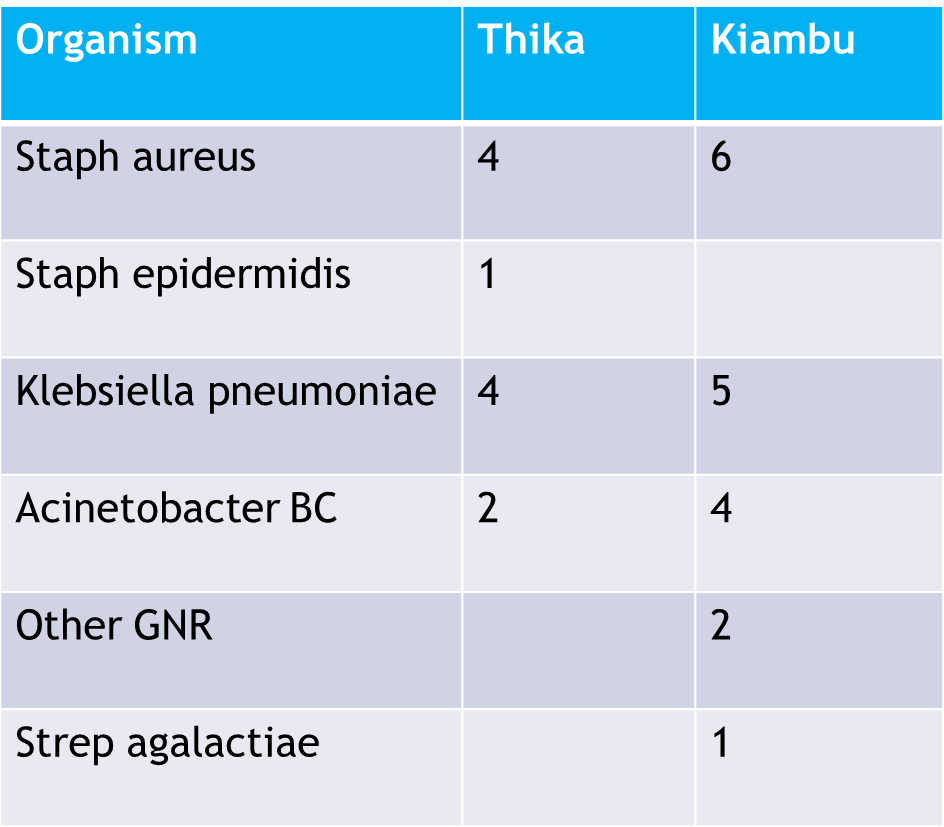 Organism Thika Kiambu
Staph aureus 4 6
Staph epidermidis 1
Klebsiella pneumoniae 4 5
Acinetobacter BC 2 4
Other GNR 2
Strep agalactiae 1